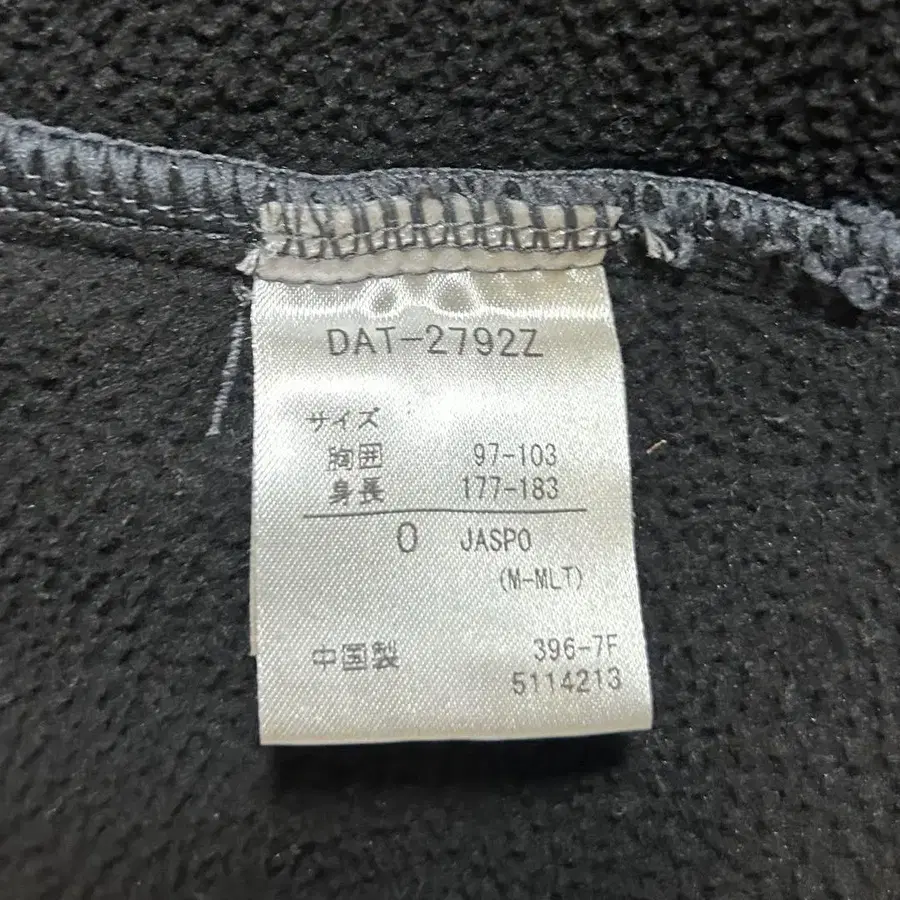 DAT-2792Z
サイズ
胸囲 97-103
身長 177-183
O JASPO
(M-MLT)
中国製 396-7F
5114213